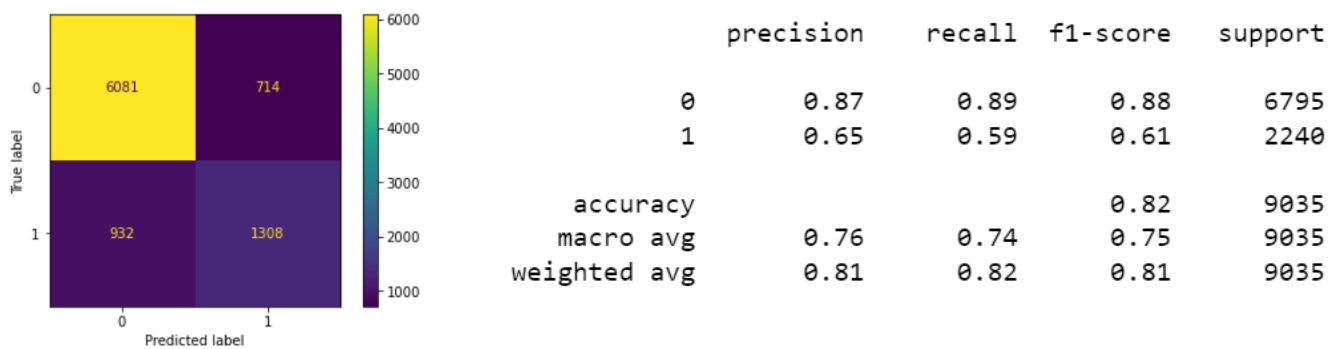 6081 714
932 1308
0
1
True label
0 1
Predicted label
6000
5000
4000
3000
2000
1000
precision recall f1-score support
0 0.87 0.89 0.88 6795
1 0.65 0.59 0.61 2240
accuracy 0.82 9035
macro avg 0.76 0.74 0.75 9035
weighted avg 0.81 0.82 0.81 9035